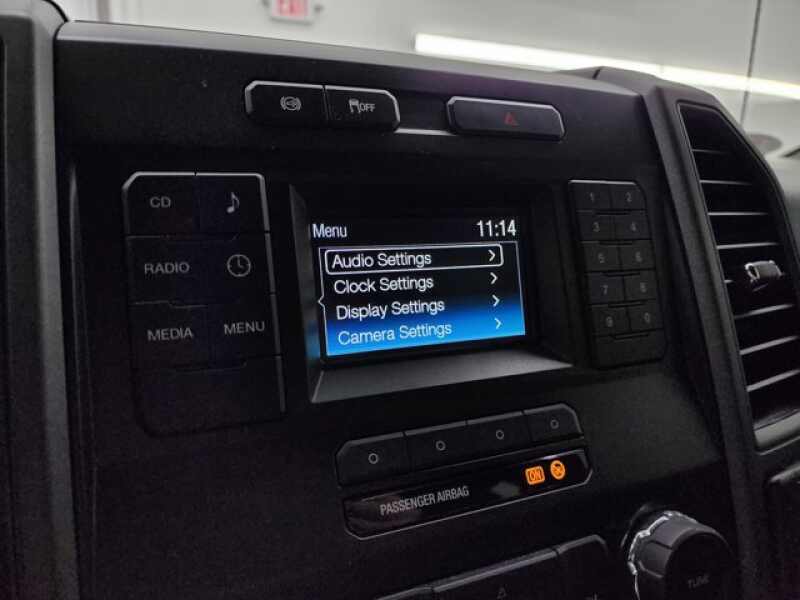 EXIT
OFF
CD
RADIO
MEDIA
MENU
Menu 11:14
Audio Settings
Clock Settings
Display Settings
Camera Settings
1 2
3 4
5 6
7 8
9 0
PASSENGER AIRBAG ON
TUNE